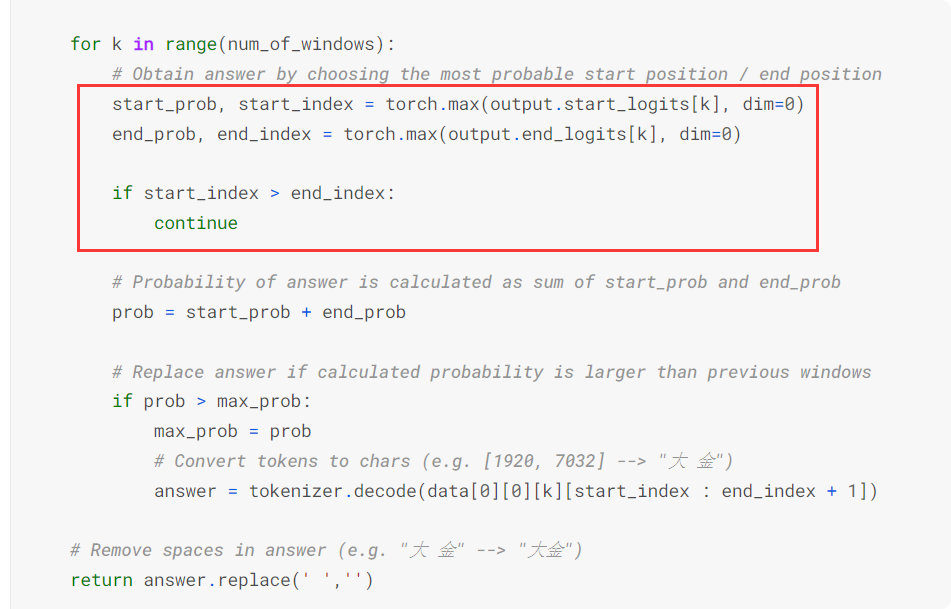 for k in range(num_of_windows):
# Obtain answer by choosing the most probable start position / end position
start_prob, start_index = torch.max(output.start_logits[k], dim=0)
end_prob, end_index = torch.max(output.end_logits[k], dim=0)
if start_index > end_index:
continue
# Probability of answer is calculated as sum of start_prob and end_prob
prob = start_prob + end_prob
# Replace answer if calculated probability is larger than previous windows
if prob > max_prob:
max_prob = prob
# Convert tokens to chars (e.g. [1920, 7032] --> "大 金")
answer = tokenizer.decode(data[0][0][k][start_index : end_index + 1])
# Remove spaces in answer (e.g. "大 金" --> "大金")
return answer.replace(' ','')